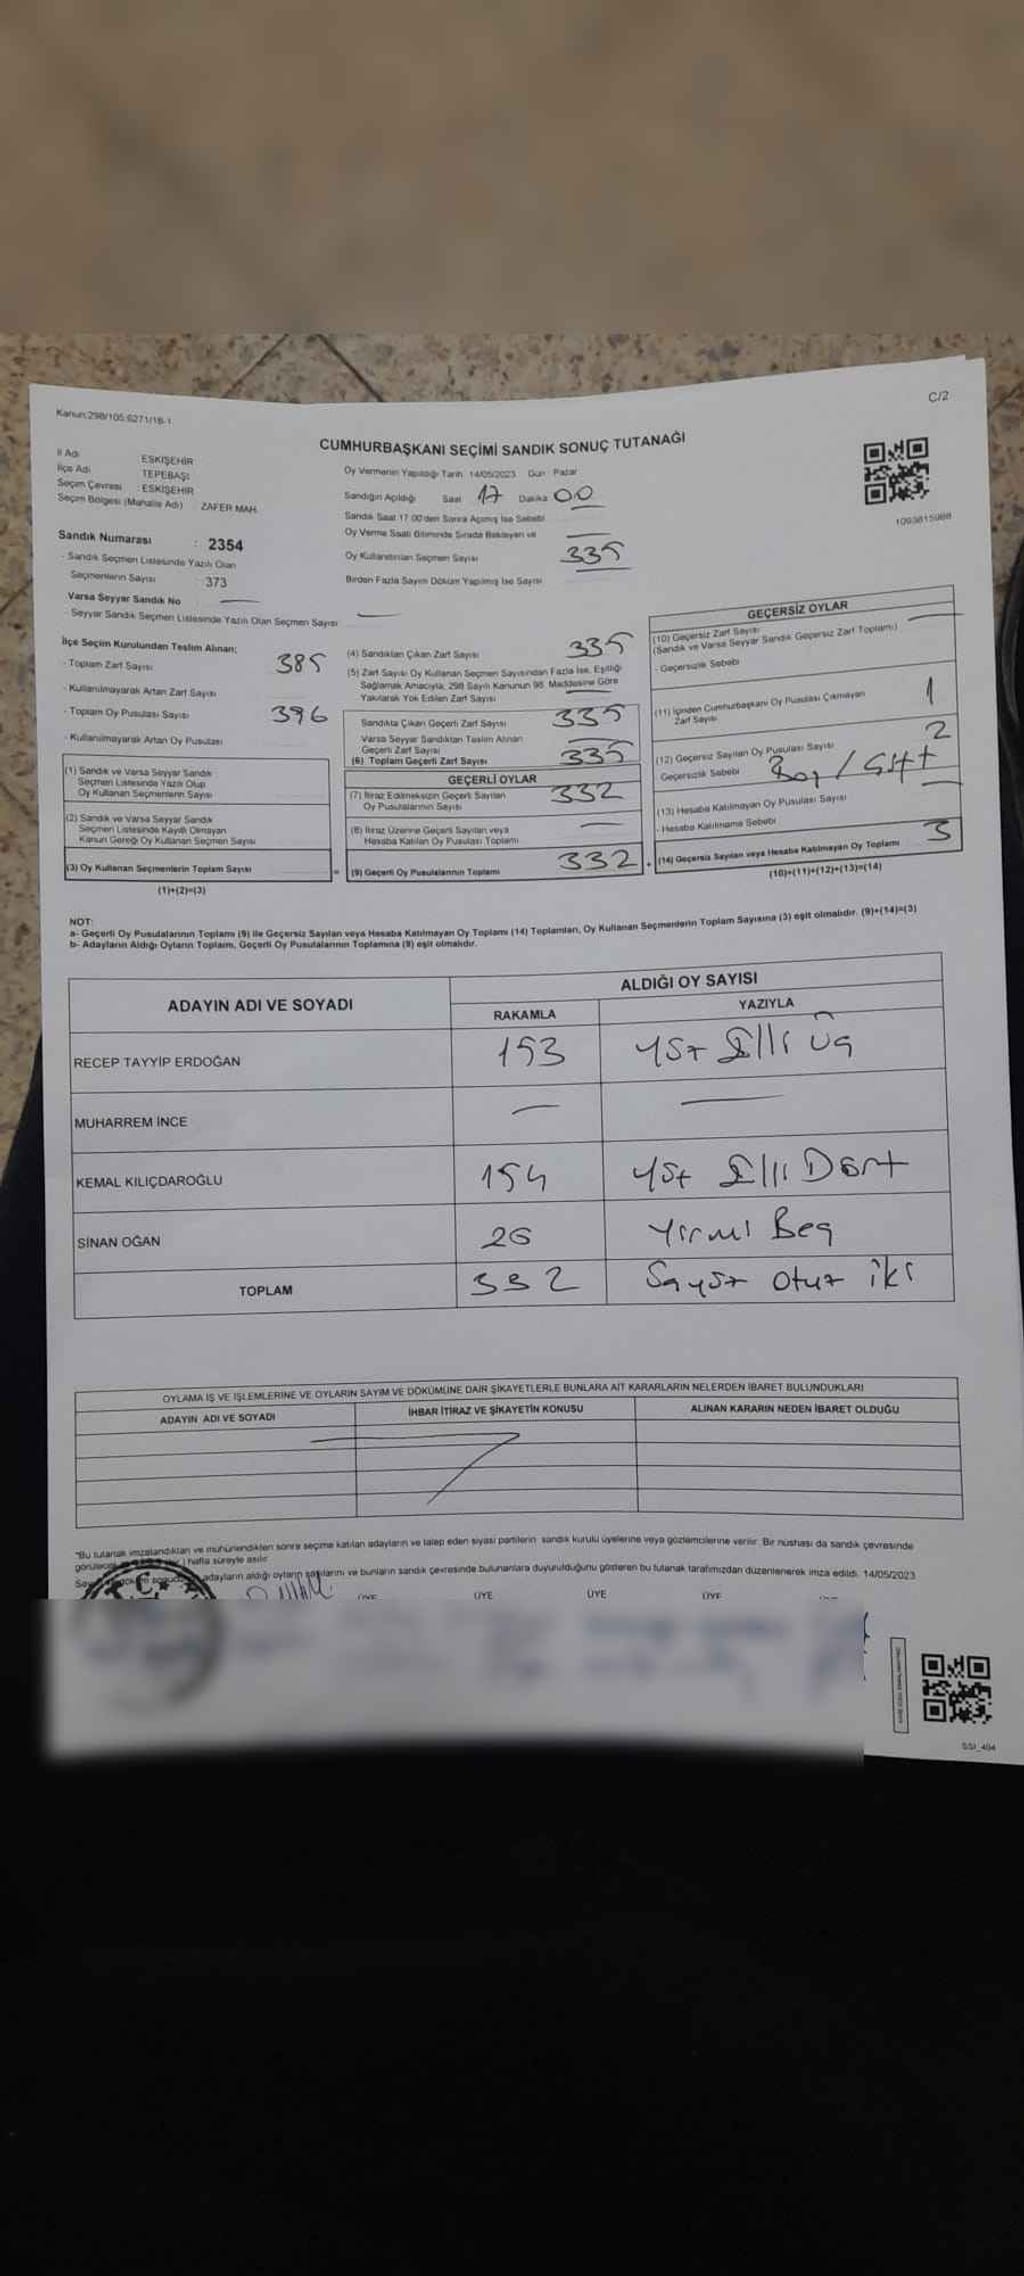 Kanun:298/105;6271/18-1
C/2
CUMHURBAŞKANI SEÇİMİ SANDIK SONUÇ TUTANAĞI
İl Adı ESKİŞEHİR
İlçe Adı TEPEBAŞI
Seçim Çevresi : ESKİŞEHİR
Seçim Bölgesi (Mahalle Adı) ZAFER MAH.
Sandık Numarası : 2354
- Sandık Seçmen Listesinde Yazılı Olan
Seçmenlerin Sayısı : 373
Varsa Seyyar Sandık No
- Seyyar Sandık Seçmen Listesinde Yazılı Olan Seçmen Sayısı
Oy Vermenin Yapıldığı Tarih 14/05/2023 Gün : Pazar
Sandığın Açıldığı Saat 17 Dakika 00
Sandık Saat 17.00'den Sonra Açılmış İse Sebebi
Oy Verme Saati Bitiminde Sırada Bekleyen ve
Oy Kullandırılan Seçmen Sayısı 335
Birden Fazla Sayım Döküm Yapılmış İse Sayısı
1093815988
İlçe Seçim Kurulundan Teslim Alınan;
- Toplam Zarf Sayısı 385
- Kullanılmayarak Artan Zarf Sayısı
- Toplam Oy Pusulası Sayısı 396
- Kullanılmayarak Artan Oy Pusulası
(1) Sandık ve Varsa Seyyar Sandık
Seçmen Listesinde Yazılı Olup
Oy Kullanan Seçmenlerin Sayısı
(2) Sandık ve Varsa Seyyar Sandık
Seçmen Listesinde Kayıtlı Olmayan
Kanun Gereği Oy Kullanan Seçmen Sayısı
(3) Oy Kullanan Seçmenlerin Toplam Sayısı
(1)+(2)=(3)
(4) Sandıktan Çıkan Zarf Sayısı 335
(5) Zarf Sayısı Oy Kullanan Seçmen Sayısından Fazla İse, Eşitliği
Sağlamak Amacıyla, 298 Sayılı Kanunun 98. Maddesine Göre
Yakılarak Yok Edilen Zarf Sayısı
Sandıkta Çıkan Geçerli Zarf Sayısı 335
Varsa Seyyar Sandıktan Teslim Alınan
Geçerli Zarf Sayısı
(6) Toplam Geçerli Zarf Sayısı 335
GEÇERLİ OYLAR
(7) İtiraz Edilmeksizin Geçerli Sayılan
Oy Pusulalarının Sayısı 332
(8) İtiraz Üzerine Geçerli Sayılan veya
Hesaba Katılan Oy Pusulası Toplamı
(9) Geçerli Oy Pusulalarının Toplamı 332
GEÇERSİZ OYLAR
(10) Geçersiz Zarf Sayısı
(Sandık ve Varsa Seyyar Sandık Geçersiz Zarf Toplamı)
- Geçersizlik Sebebi
(11) İçinden Cumhurbaşkanı Oy Pusulası Çıkmayan
Zarf Sayısı 1
(12) Geçersiz Sayılan Oy Pusulası Sayısı 2
Geçersizlik Sebebi Boş / Çift
(13) Hesaba Katılmayan Oy Pusulası Sayısı
- Hesaba Katılmama Sebebi
(14) Geçersiz Sayılan veya Hesaba Katılmayan Oy Toplamı 3
(10)+(11)+(12)+(13)=(14)
NOT:
a- Geçerli Oy Pusulalarının Toplamı (9) ile Geçersiz Sayılan veya Hesaba Katılmayan Oy Toplamı (14) Toplamları, Oy Kullanan Seçmenlerin Toplam Sayısına (3) eşit olmalıdır. (9)+(14)=(3)
b- Adayların Aldığı Oyların Toplamı, Geçerli Oy Pusulalarının Toplamına (9) eşit olmalıdır.
ADAYIN ADI VE SOYADI
ALDIĞI OY SAYISI
RAKAMLA YAZIYLA
RECEP TAYYİP ERDOĞAN 153 yüz Elli Üç
MUHARREM İNCE
KEMAL KILIÇDAROĞLU 154 yüz Elli Dört
SİNAN OĞAN 26 Yirmi Beş
TOPLAM 332 otuz iki
OYLAMA İŞ VE İŞLEMLERİNE VE OYLARIN SAYIM VE DÖKÜMÜNE DAİR ŞİKAYETLERLE BUNLARA AİT KARARLARIN NELERDEN İBARET BULUNDUKLARI
ADAYIN ADI VE SOYADI İHBAR İTİRAZ VE ŞİKAYETİN KONUSU ALINAN KARARIN NEDEN İBARET OLDUĞU
*Bu tutanak imzalandıktan ve mühürlendikten sonra seçime katılan adayların ve talep eden siyasi partilerin sandık kurulu üyelerine veya gözlemcilerine verilir. Bir nüshası da sandık çevresinde
hafta süreyle asılır.
adayların aldığı oyların sayılarını ve bunların sandık çevresinde bulunanlara duyurulduğunu gösteren bu tutanak tarafımızdan düzenlenerek imza edildi. 14/05/2023
T.C.
ÜYE ÜYE ÜYE ÜYE
SSI_404